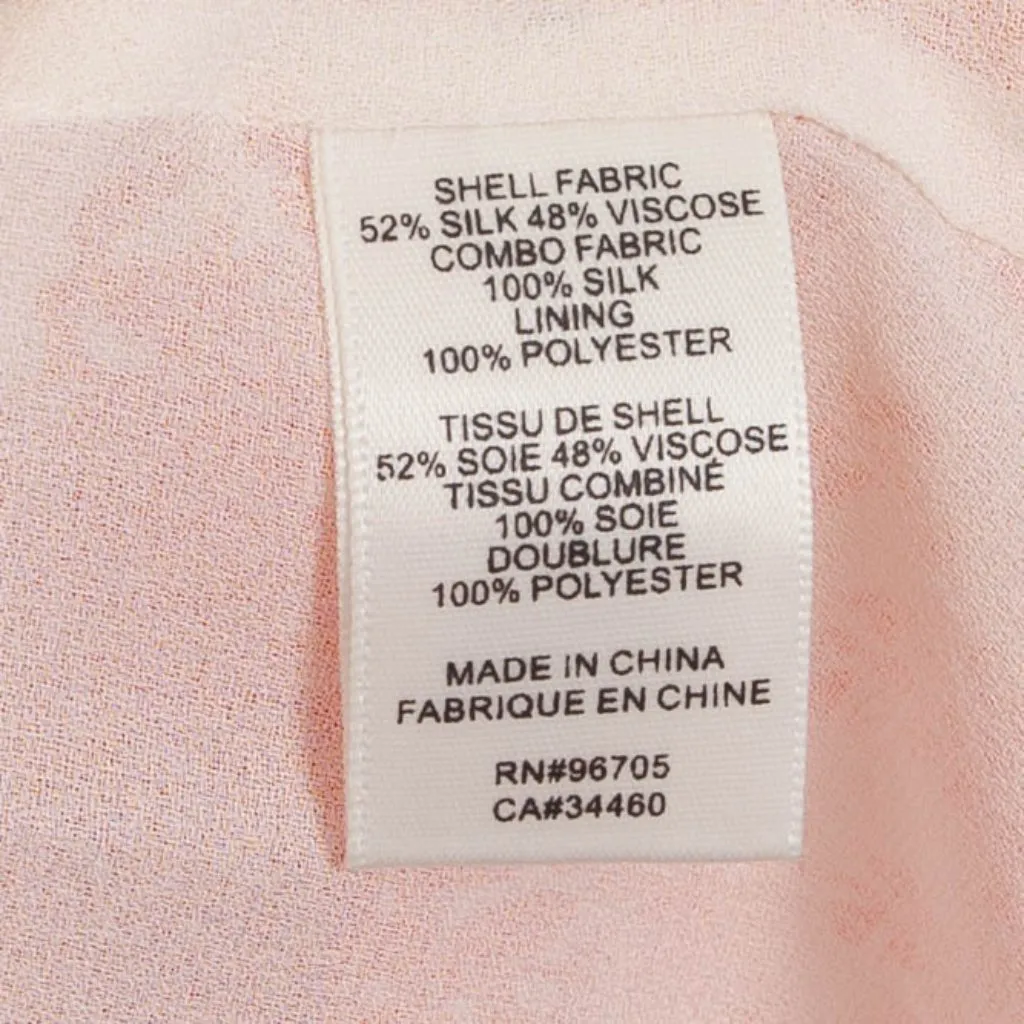 SHELL FABRIC
52% SILK 48% VISCOSE
COMBO FABRIC
100% SILK
LINING
100% POLYESTER
TISSU DE SHELL
52% SOIE 48% VISCOSE
TISSU COMBINÉ
100% SOIE
DOUBLURE
100% POLYESTER
MADE IN CHINA
FABRIQUE EN CHINE
RN#96705
CA#34460